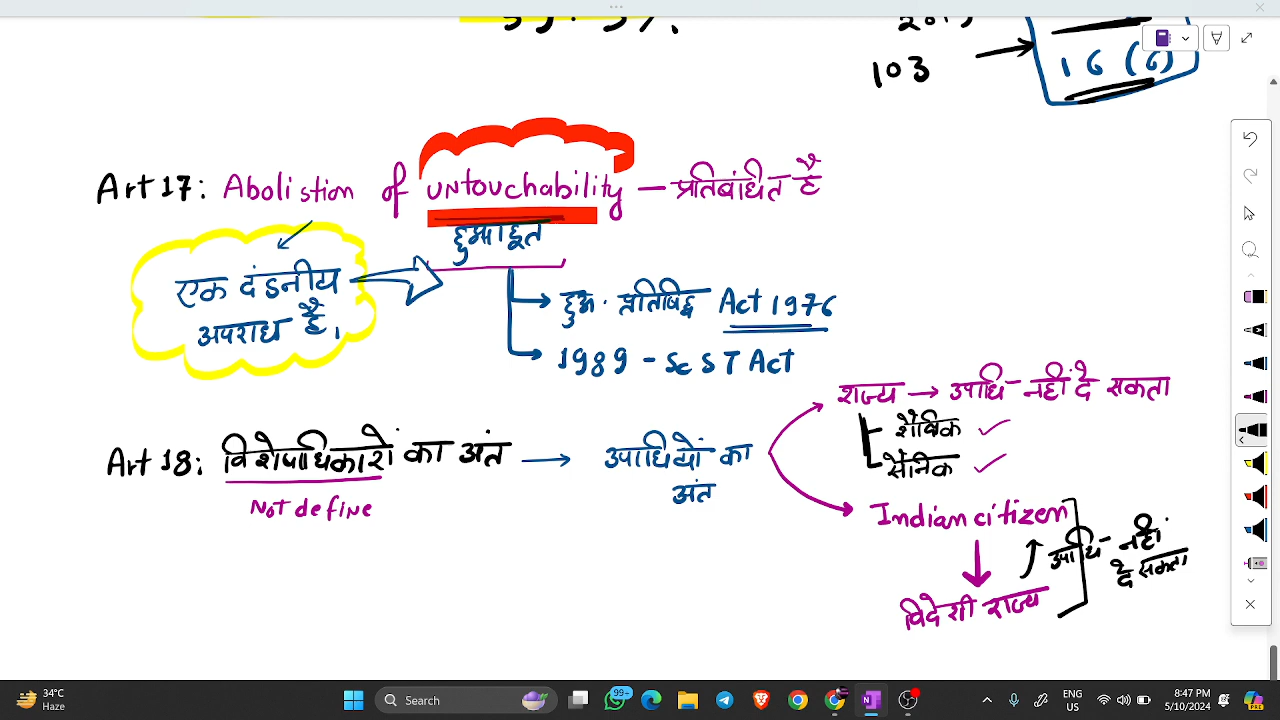 103
16 (6)
Art 17: Abolistion of untouchability – प्रतिबंधित है
छुआछूत
एक दंडनीय
अपराध है।
छुआ. प्रतिषिद्ध Act 1976
1989 - SC ST Act
राज्य → उपाधि नहीं दे सकता
शैक्षिक ✓
सैनिक ✓
Art 18: विशेषाधिकारों का अंत → उपाधियों का
अंत
Not define
Indian citizen
उपाधि नहीं
दे सकता
विदेशी राज्य
34°C
Haze
Search
99+
ENG
US
8:47 PM
5/10/2024